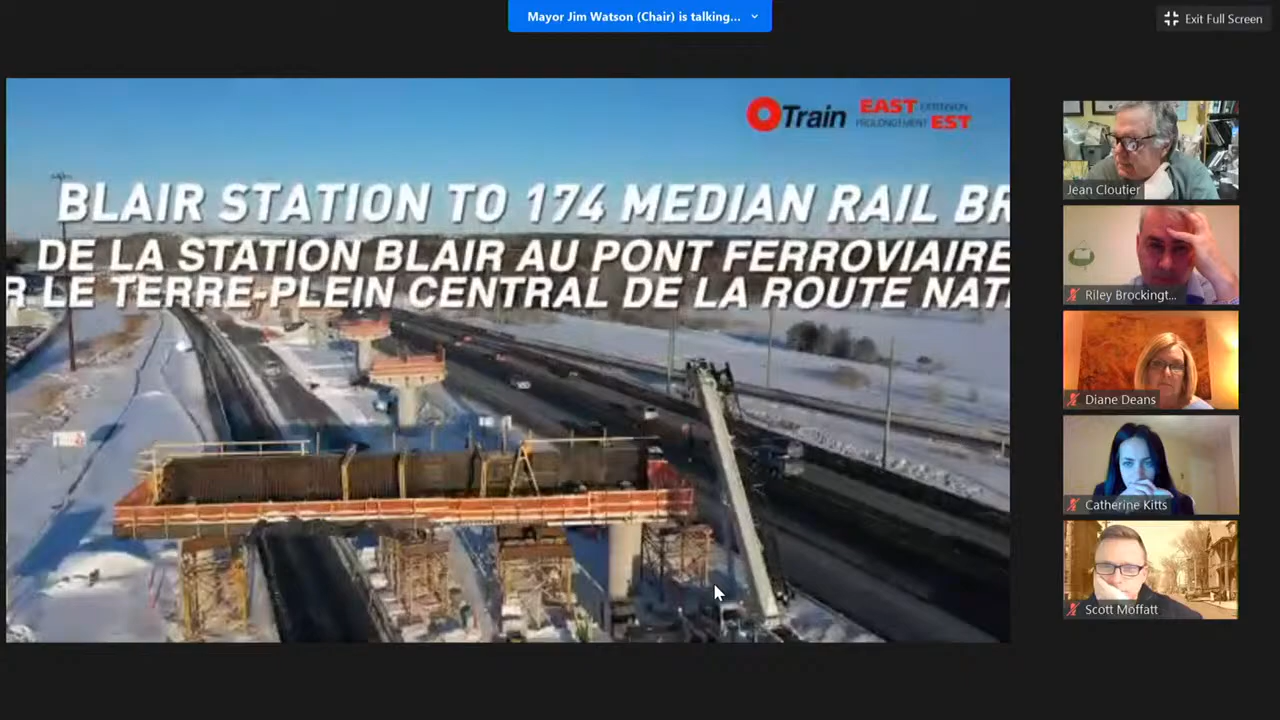 Mayor Jim Watson (Chair) is talking...
Exit Full Screen
OTrain EAST EXTENSION
PROLONGEMENT EST
BLAIR STATION TO 174 MEDIAN RAIL BR
DE LA STATION BLAIR AU PONT FERROVIAIRE
R LE TERRE-PLEIN CENTRAL DE LA ROUTE NAT
Jean Cloutier
Riley Brockingt...
Diane Deans
Catherine Kitts
Scott Moffatt